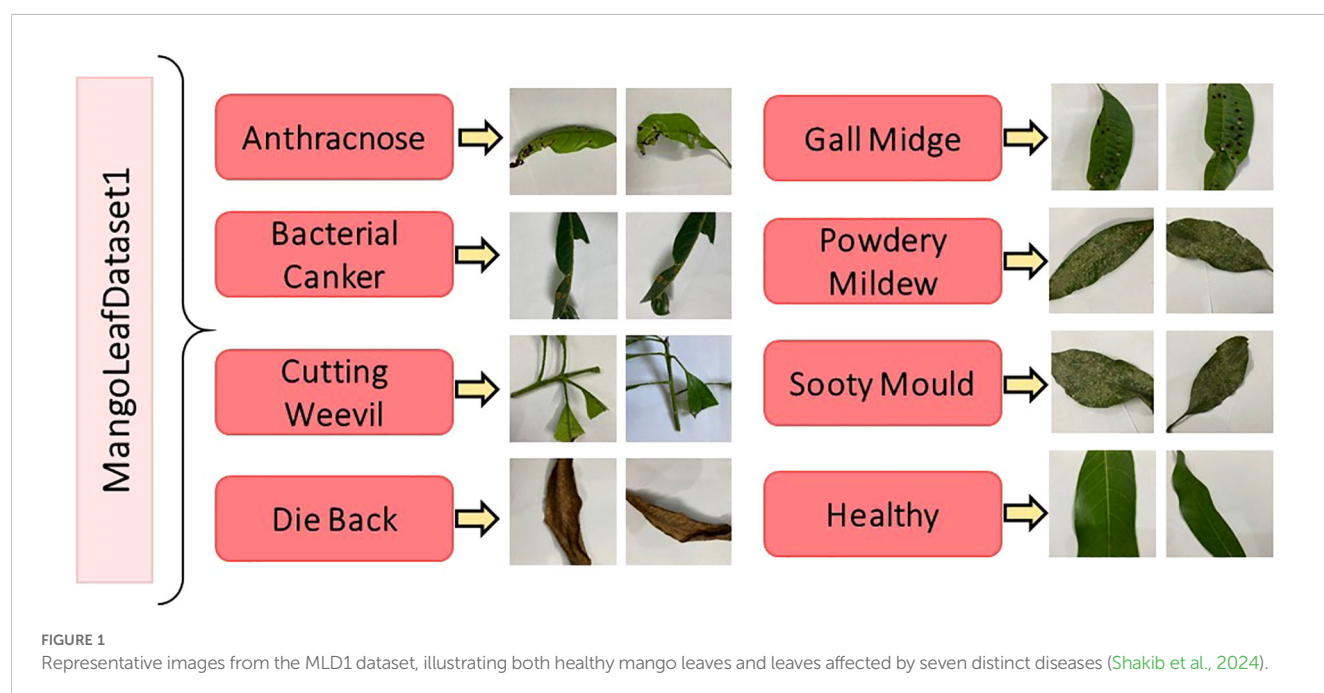 MangoLeafDataset1
Anthracnose
Bacterial
Canker
Cutting
Weevil
Die Back
Gall Midge
Powdery
Mildew
Sooty Mould
Healthy
FIGURE 1
Representative images from the MLD1 dataset, illustrating both healthy mango leaves and leaves affected by seven distinct diseases (Shakib et al., 2024).